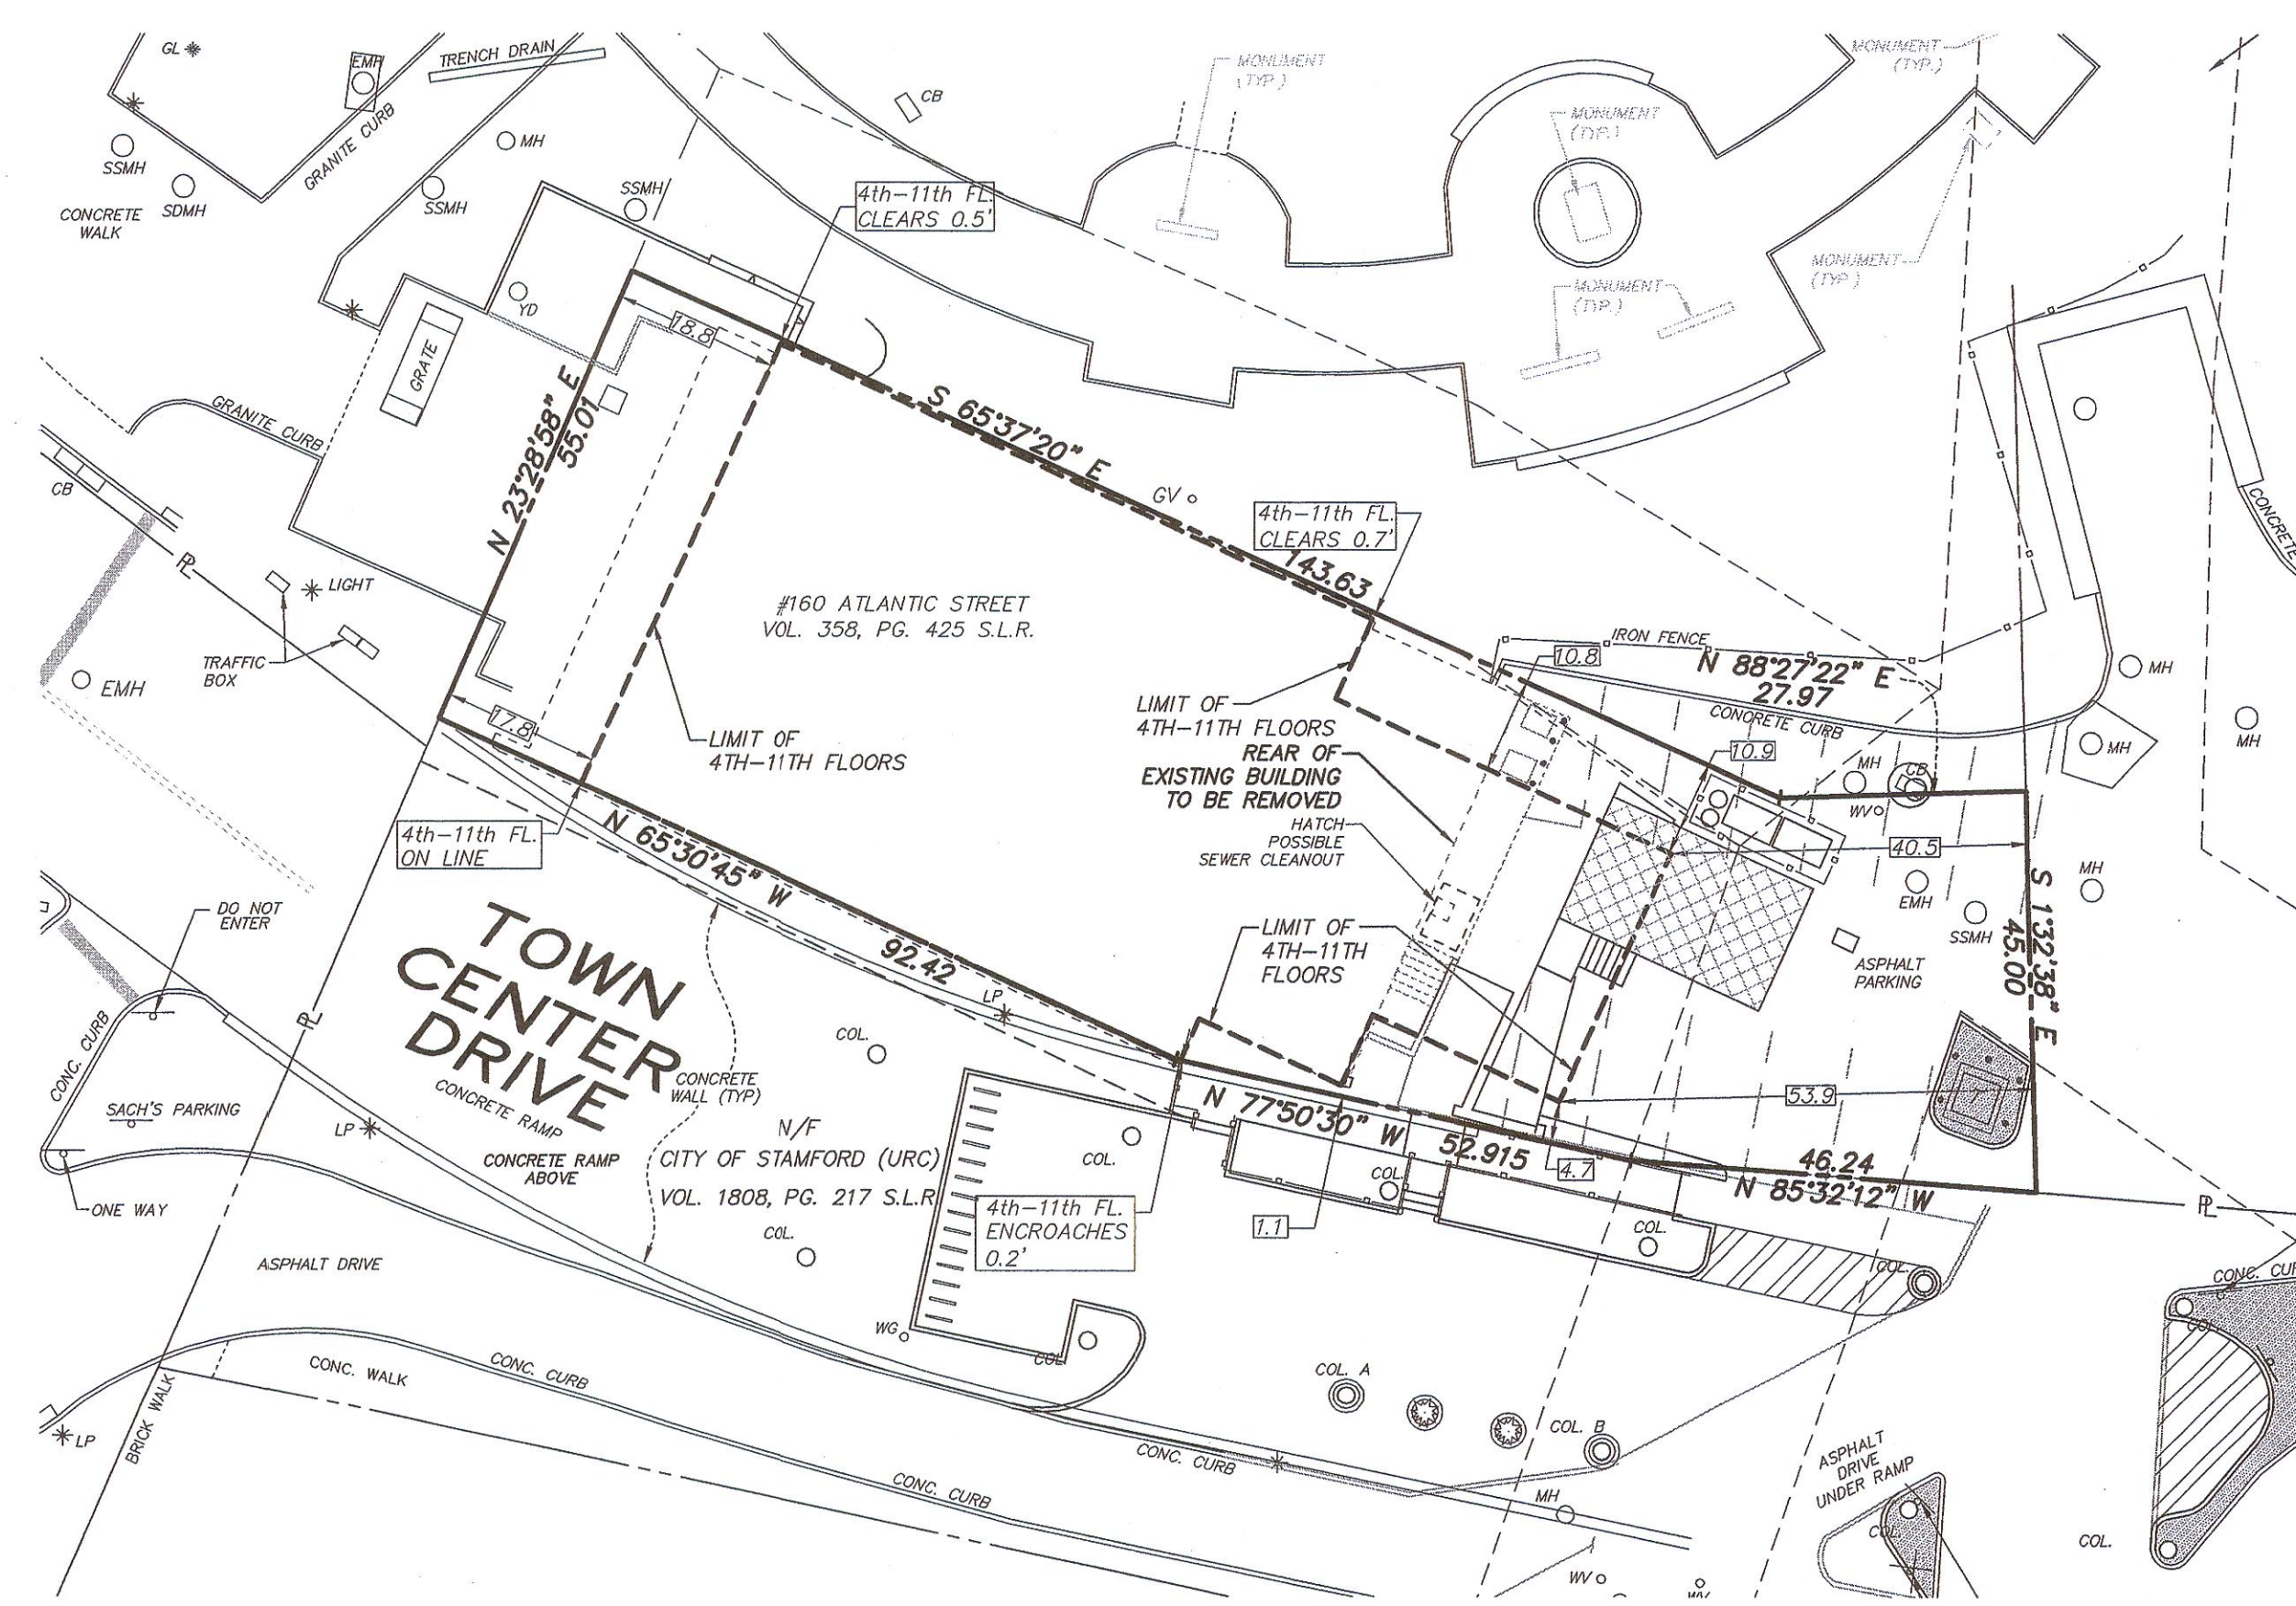 GL
EMH
TRENCH DRAIN
CB
MONUMENT
(TYP.)
MONUMENT
(TYP.)
MONUMENT
(TYP.)
MH
GRANITE CURB
SSMH
SDMH
SSMH
SSMH
CONCRETE
WALK
4th-11th FL.
CLEARS 0.5'
MONUMENT
(TYP.)
MONUMENT
(TYP.)
YD
18.8
GRATE
N 23°28'58" E
55.01
S 65°37'20" E
143.63
GRANITE CURB
CB
GV
4th-11th FL.
CLEARS 0.7'
CONCRETE
PL
LIGHT
TRAFFIC
BOX
EMH
#160 ATLANTIC STREET
VOL. 358, PG. 425 S.L.R.
IRON FENCE
10.8
N 88°27'22" E
27.97
CONCRETE CURB
MH
MH
MH
17.8
LIMIT OF
4TH-11TH FLOORS
LIMIT OF
4TH-11TH FLOORS
REAR OF
EXISTING BUILDING
TO BE REMOVED
HATCH
POSSIBLE
SEWER CLEANOUT
10.9
MH
CB
WV
40.5
4th-11th FL.
ON LINE
N 65°30'45" W
92.42
EMH
MH
SSMH
S 1°32'38" E
45.00
DO NOT
ENTER
TOWN
CENTER
DRIVE
LIMIT OF
4TH-11TH
FLOORS
ASPHALT
PARKING
LP
COL.
PL
CONC. CURB
SACH'S PARKING
LP
CONCRETE RAMP
CONCRETE
WALL (TYP)
CONCRETE RAMP
ABOVE
N/F
CITY OF STAMFORD (URC)
VOL. 1808, PG. 217 S.L.R
COL.
COL.
N 77°50'30" W
52.915
53.9
4.7
46.24
N 85°32'12" W
PL
COL.
ONE WAY
4th-11th FL.
ENCROACHES
0.2'
1.1
COL.
COL.
ASPHALT DRIVE
CONC. CUR
COL.
WG
COL.
CONC. WALK
CONC. CURB
BRICK WALK
LP
COL. A
COL. B
CONC. CURB
CONC. CURB
MH
ASPHALT
DRIVE
UNDER RAMP
COL.
COL.
WV
WV